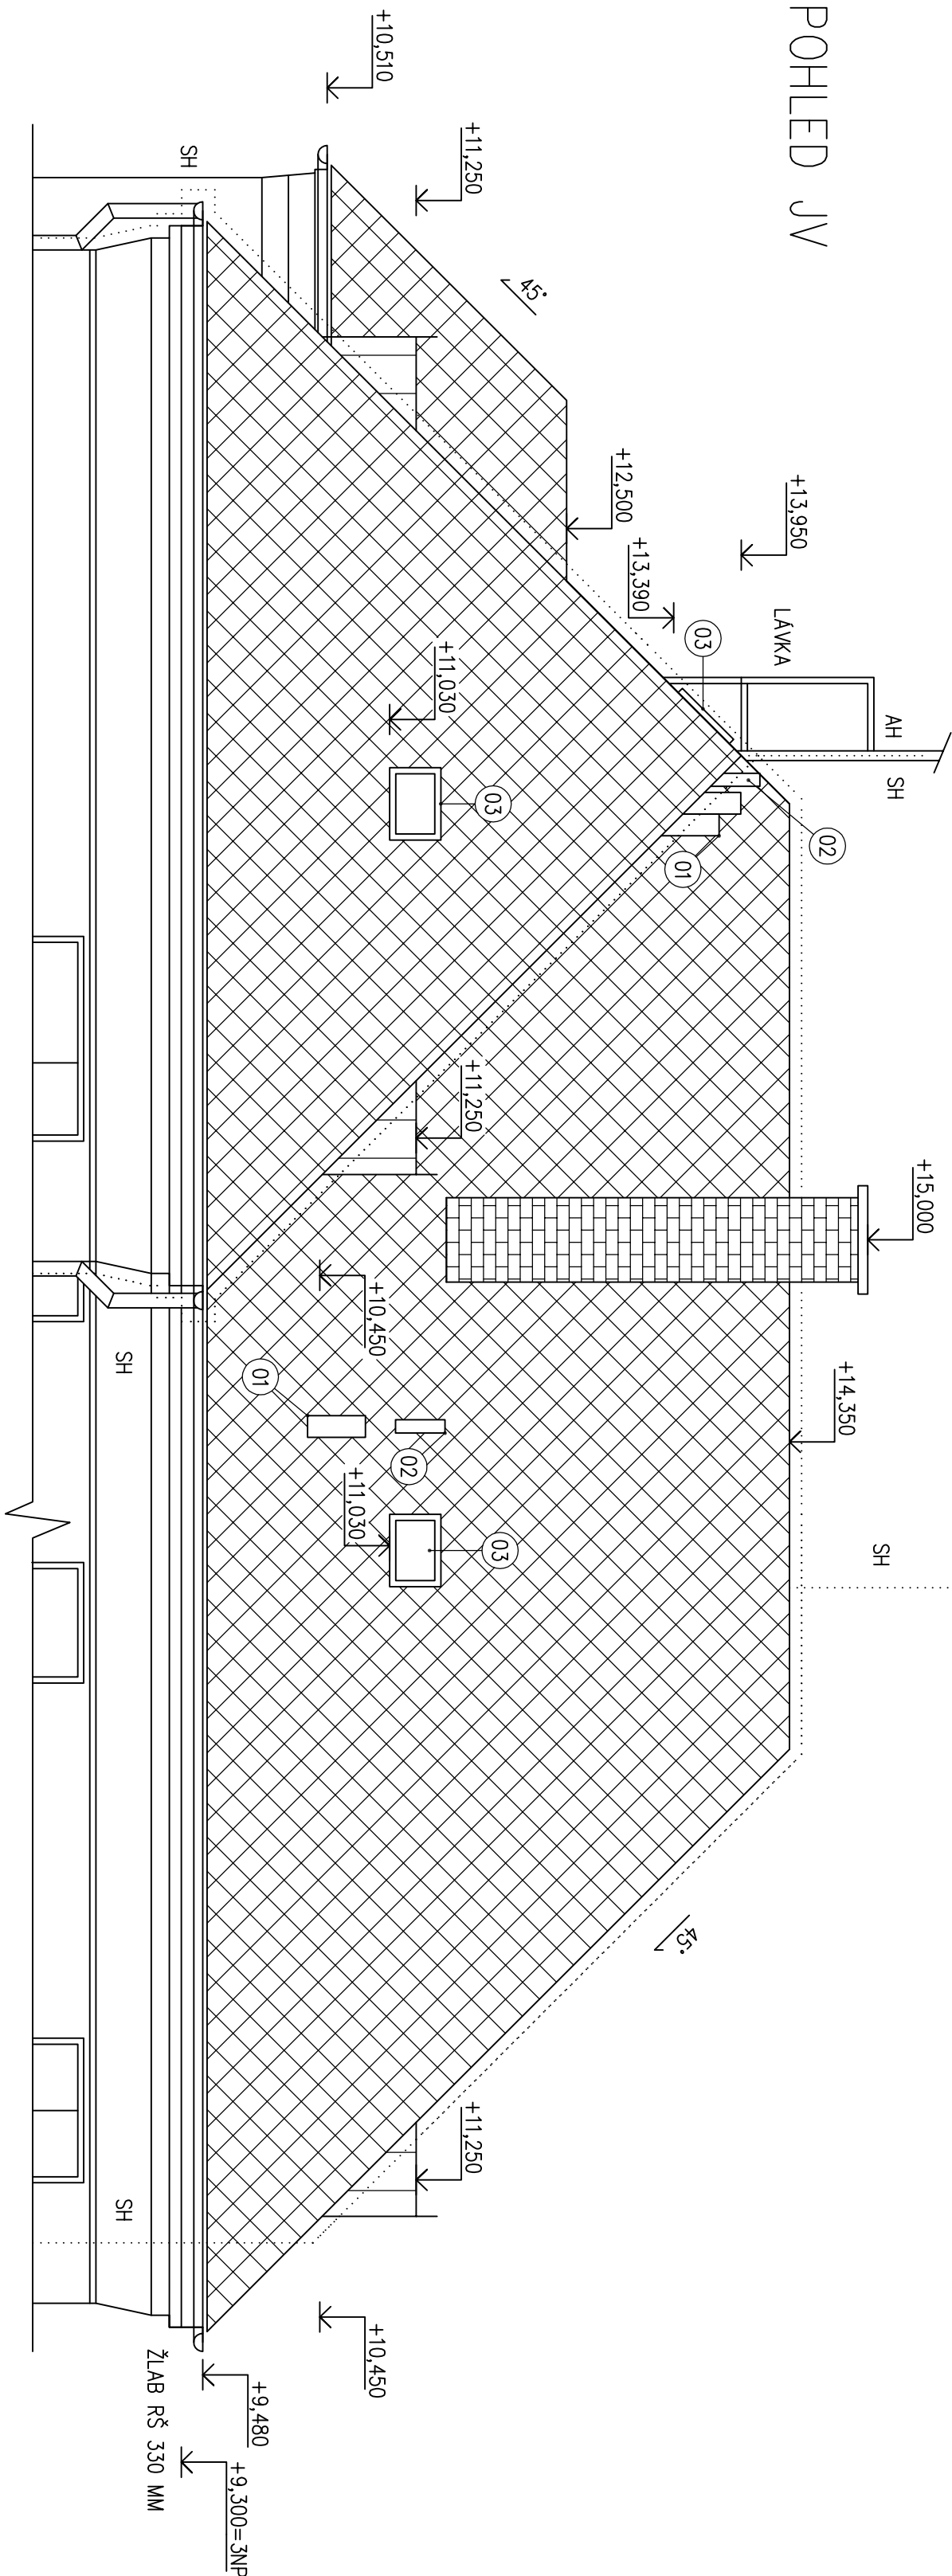 POHLED JV
+10,510
+11,250
45°
+12,500
+13,390
+13,950
LÁVKA
AH
SH
SH
03
02
01
+11,030
03
+11,250
+15,000
+14,350
+10,450
01
02
+11,030
03
SH
SH
45°
+11,250
SH
+10,450
+9,480
+9,300=3NP
ŽLAB RŠ 330 MM